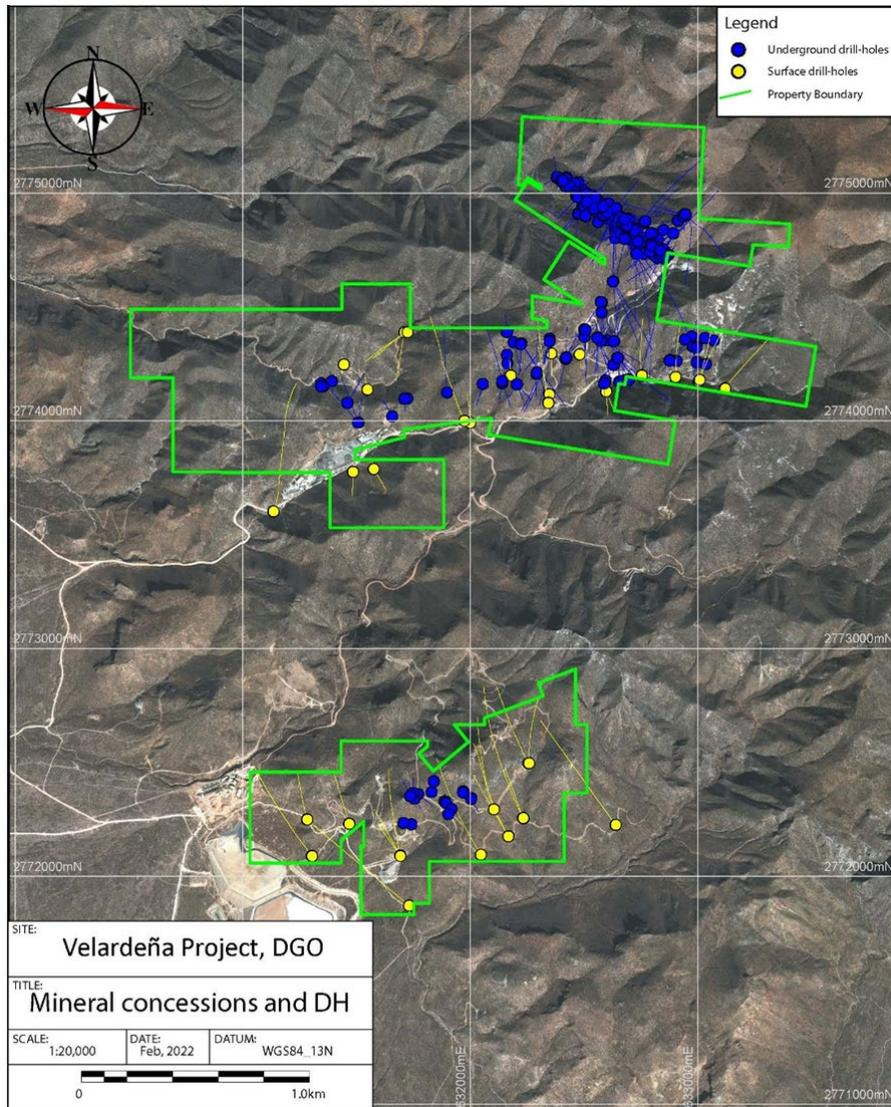 Legend
Underground drill-holes
Surface drill-holes
Property Boundary
N
W E
S
2775000mN 2775000mN
2774000mN 2774000mN
2773000mN 2773000mN
2772000mN 2772000mN
SITE:
Velardeña Project, DGO
TITLE:
Mineral concessions and DH
SCALE:
1:20,000
DATE:
Feb, 2022
DATUM:
WGS84_13N
0 1.0km
632000mE
633000mE
2771000mN